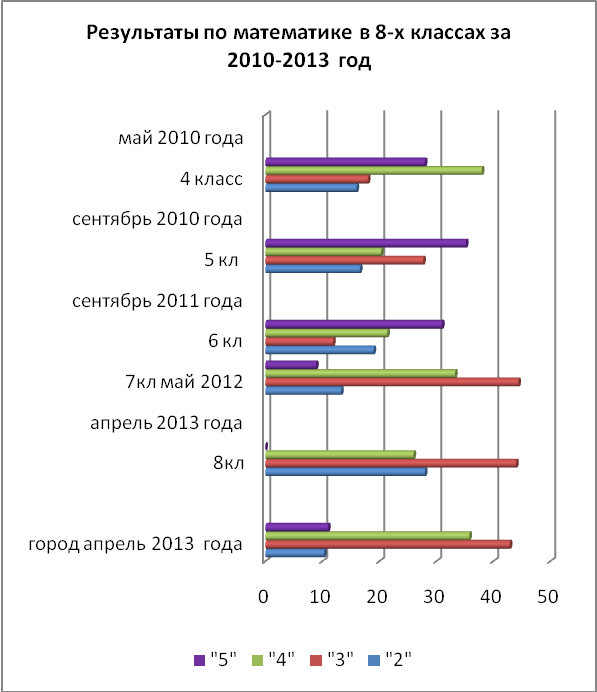 Результаты по математике в 8-х классах за
2010-2013 год
май 2010 года
4 класс
сентябрь 2010 года
5 кл
сентябрь 2011 года
6 кл
7кл май 2012
апрель 2013 года
8кл
город апрель 2013 года
0 10 20 30 40 50
"5" "4" "3" "2"